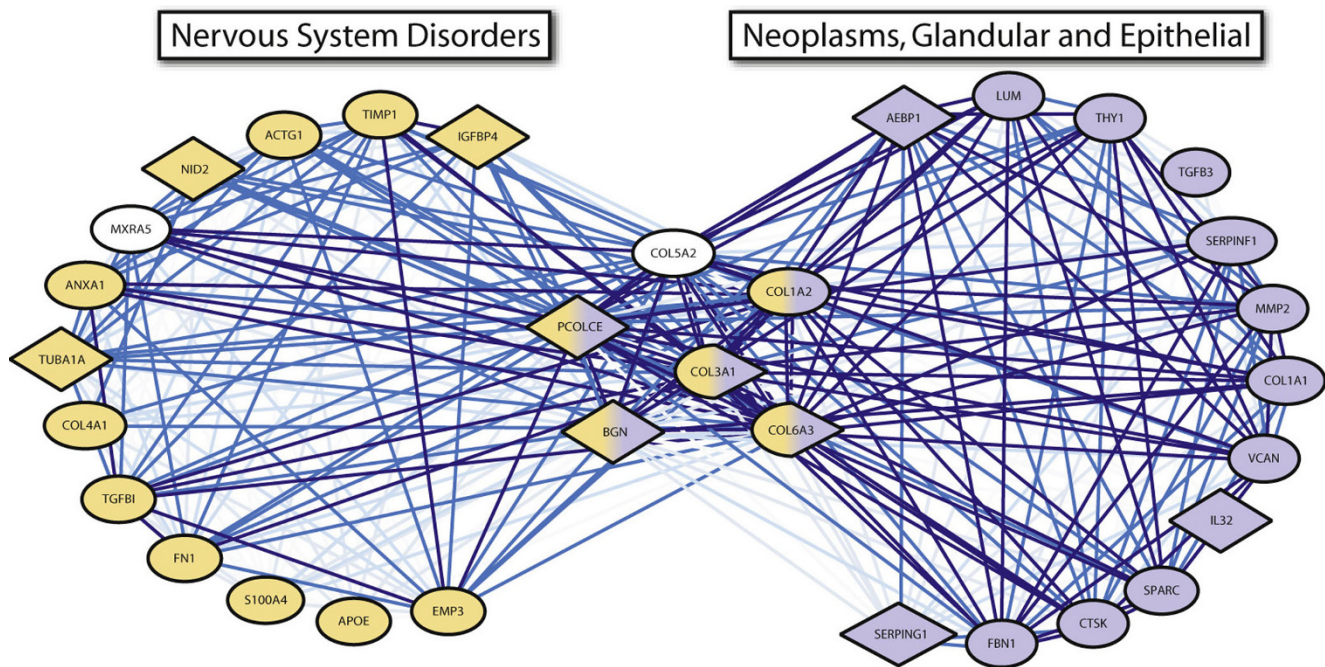 Nervous System Disorders
Neoplasms, Glandular and Epithelial
TIMP1
ACTG1
IGFBP4
NID2
MXRA5
ANXA1
TUBA1A
COL4A1
TGFBI
FN1
S100A4
APOE
EMP3
COL5A2
COL1A2
PCOLCE
COL3A1
BGN
COL6A3
LUM
AEBP1
THY1
TGFB3
SERPINF1
MMP2
COL1A1
VCAN
IL32
SPARC
CTSK
FBN1
SERPING1